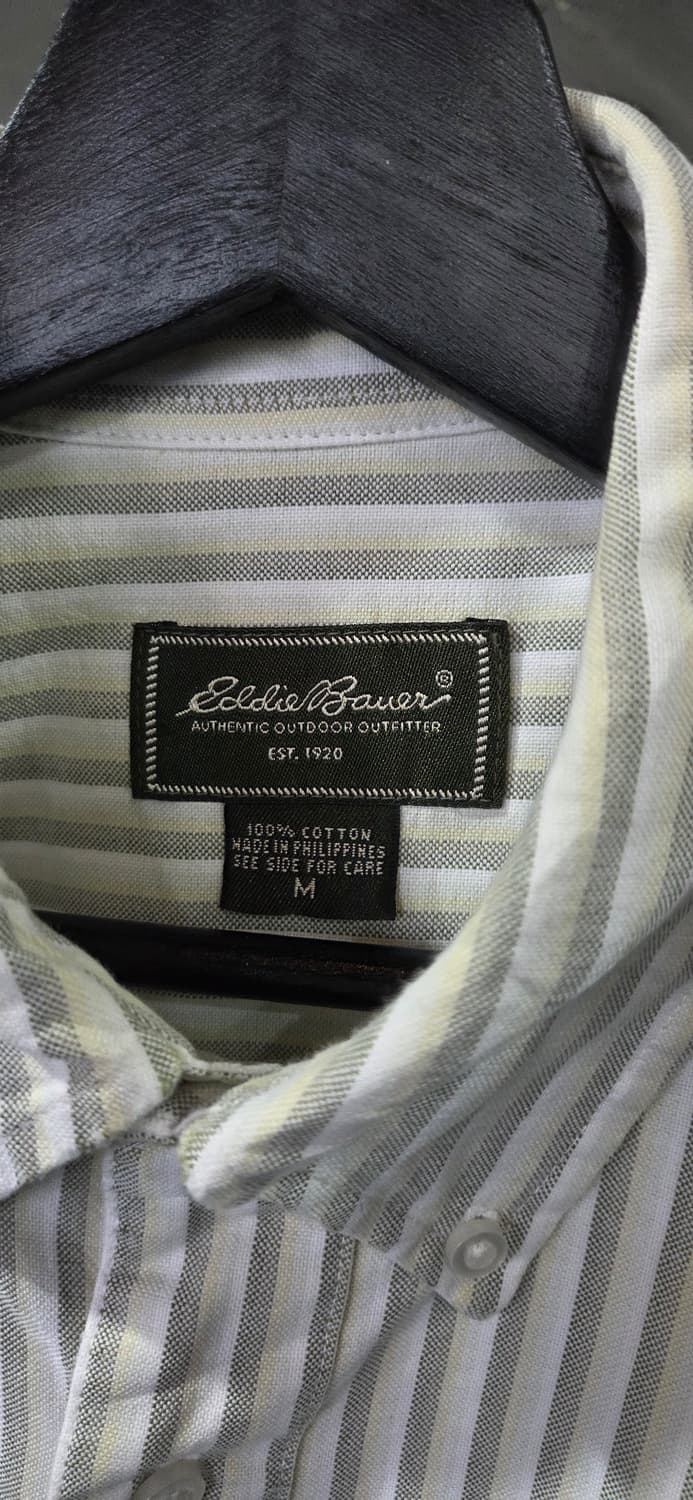 Eddie Bauer®
AUTHENTIC OUTDOOR OUTFITTER
EST. 1920
100% COTTON
MADE IN PHILIPPINES
SEE SIDE FOR CARE
M